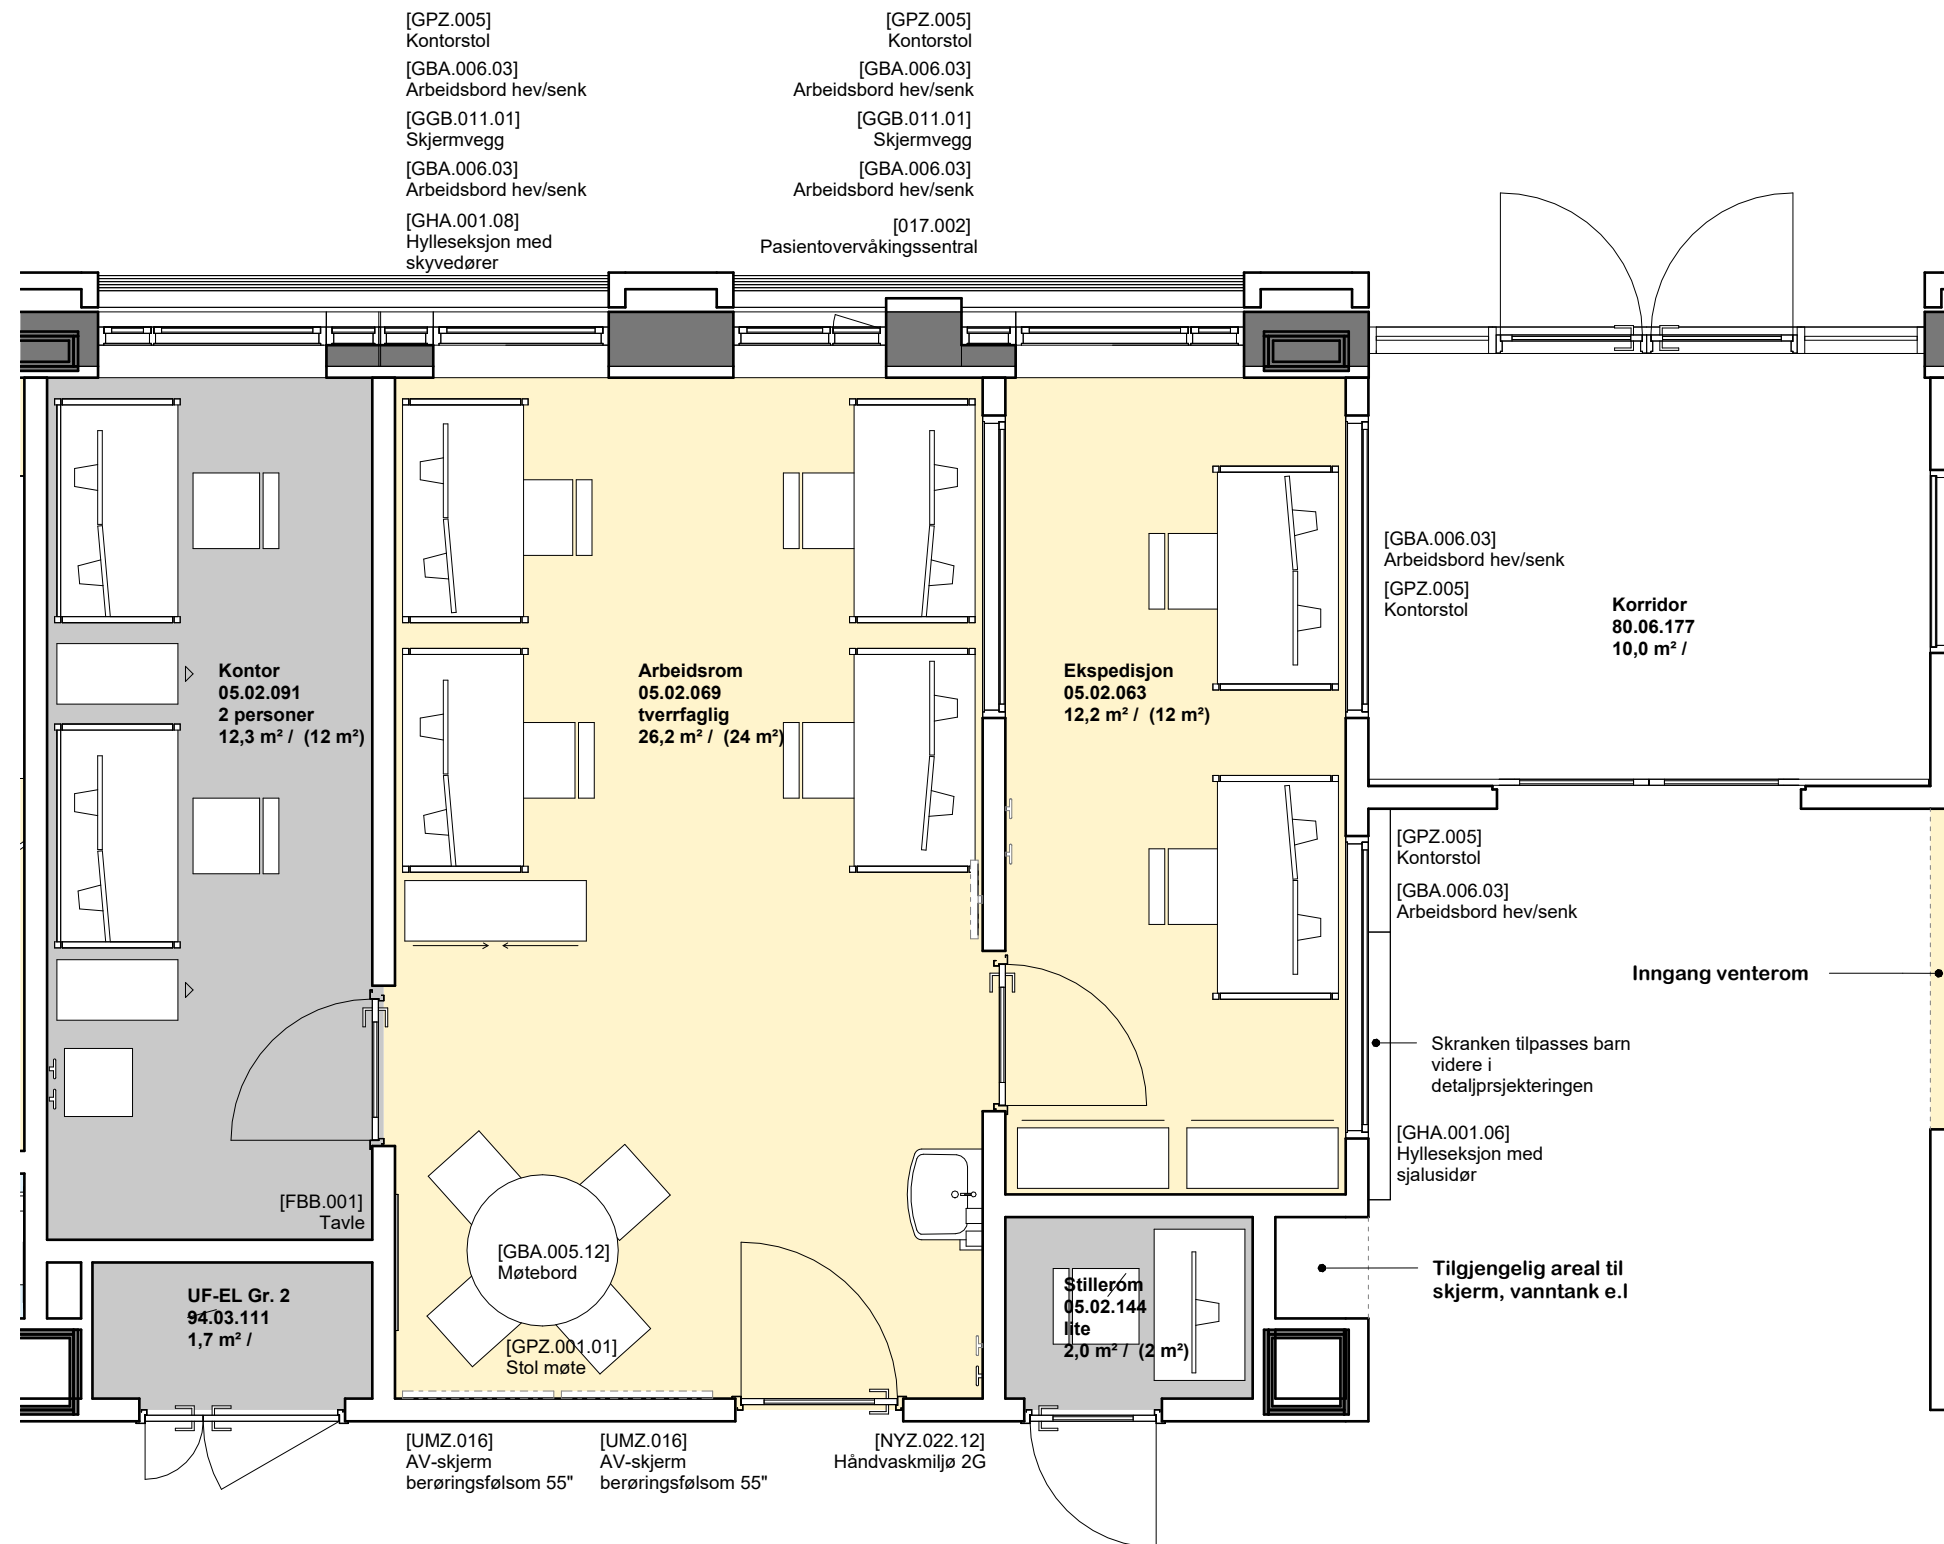 [GPZ.005]
Kontorstol
[GBA.006.03]
Arbeidsbord hev/senk
[GGB.011.01]
Skjermvegg
[GBA.006.03]
Arbeidsbord hev/senk
[GHA.001.08]
Hylleseksjon med
skyvedører
[GPZ.005]
Kontorstol
[GBA.006.03]
Arbeidsbord hev/senk
[GGB.011.01]
Skjermvegg
[GBA.006.03]
Arbeidsbord hev/senk
[017.002]
Pasientovervåkingssentral
[GBA.006.03]
Arbeidsbord hev/senk
[GPZ.005]
Kontorstol
Korridor
80.06.177
10,0 m² /
Kontor
05.02.091
2 personer
12,3 m² / (12 m²)
Arbeidsrom
05.02.069
tverrfaglig
26,2 m² / (24 m²)
Ekspedisjon
05.02.063
12,2 m² / (12 m²)
[GPZ.005]
Kontorstol
[GBA.006.03]
Arbeidsbord hev/senk
Inngang venterom
Skranken tilpasses barn
videre i
detaljprsjekteringen
[GHA.001.06]
Hylleseksjon med
sjalusidør
[FBB.001]
Tavle
[GBA.005.12]
Møtebord
[GPZ.001.01]
Stol møte
UF-EL Gr. 2
94.03.111
1,7 m² /
Stillerom
05.02.144
lite
2,0 m² / (2 m²)
Tilgjengelig areal til
skjerm, vanntank e.l
[UMZ.016]
AV-skjerm
berøringsfølsom 55"
[UMZ.016]
AV-skjerm
berøringsfølsom 55"
[NYZ.022.12]
Håndvaskmiljø 2G